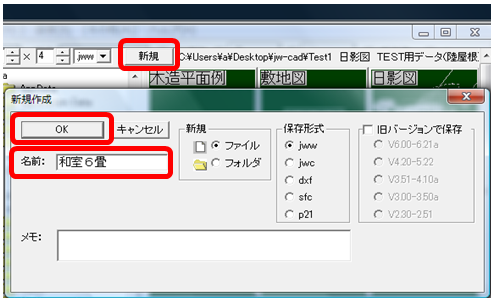 4 jww 新規 C:¥Users¥a¥Desktop¥jw-cad¥Test1 日影図 TEST用データ(陸屋根
木造平面例 敷地図 日影図
新規作成
OK キャンセル 新規 保存形式 旧バージョンで保存
ファイル jww V6.00-6.21a
名前: 和室6畳 フォルダ jwc V4.20-5.22
dxf V3.51-4.10a
sfc V3.00-3.50a
p21 V2.30-2.51
メモ: